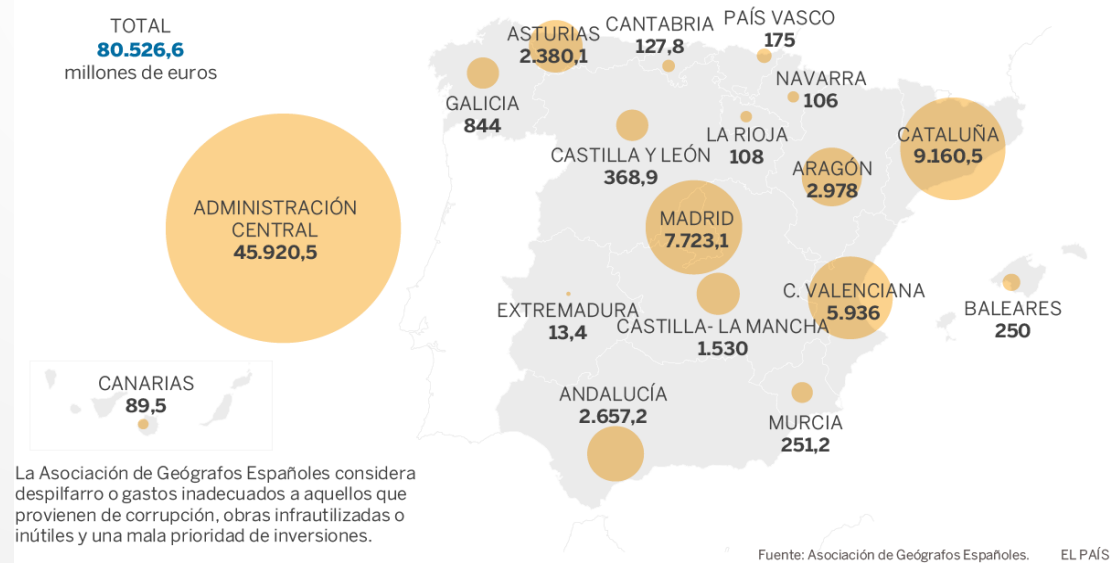 TOTAL
80.526,6
millones de euros
ASTURIAS
2.380,1
CANTABRIA
127,8
PAÍS VASCO
175
NAVARRA
106
GALICIA
844
CASTILLA Y LEÓN
368,9
LA RIOJA
108
ARAGÓN
2.978
CATALUÑA
9.160,5
ADMINISTRACIÓN
CENTRAL
45.920,5
MADRID
7.723,1
EXTREMADURA
13,4
CASTILLA- LA MANCHA
1.530
C. VALENCIANA
5.936
BALEARES
250
CANARIAS
89,5
ANDALUCÍA
2.657,2
MURCIA
251,2
La Asociación de Geógrafos Españoles considera
despilfarro o gastos inadecuados a aquellos que
provienen de corrupción, obras infrautilizadas o
inútiles y una mala prioridad de inversiones.
Fuente: Asociación de Geógrafos Españoles. EL PAÍS